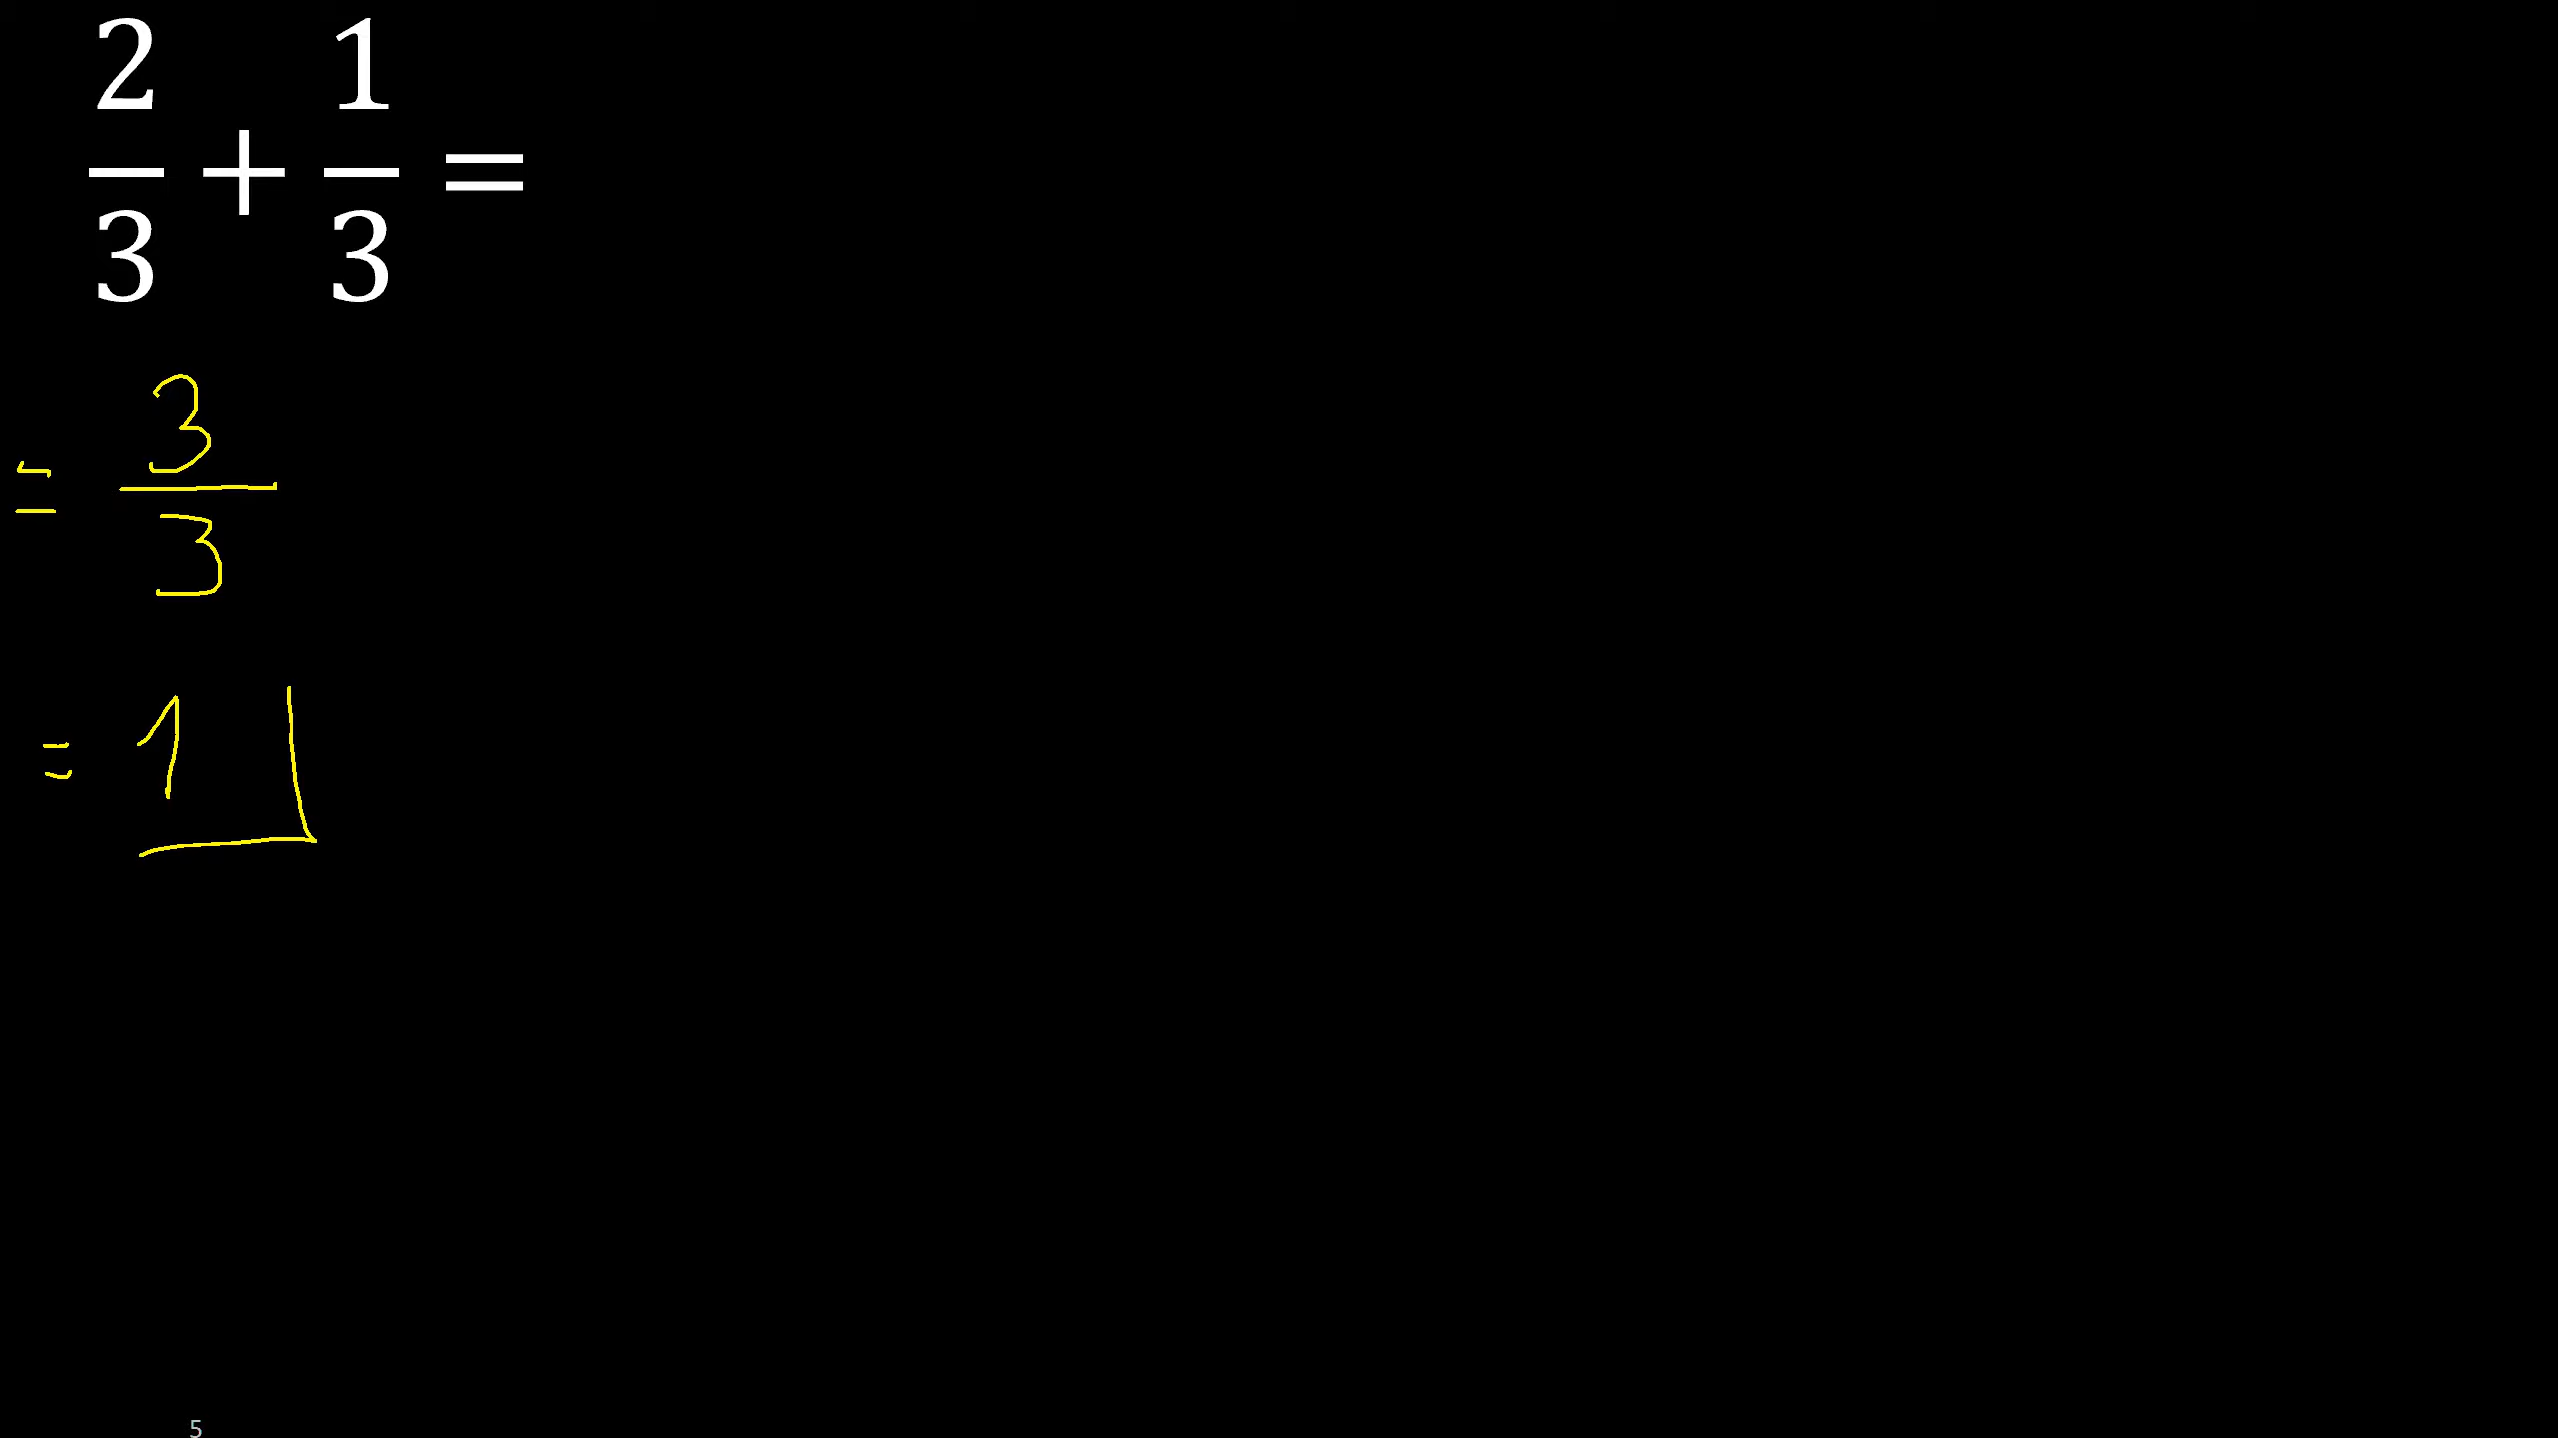 2/3 + 1/3 =
= 3/3
= 1
5